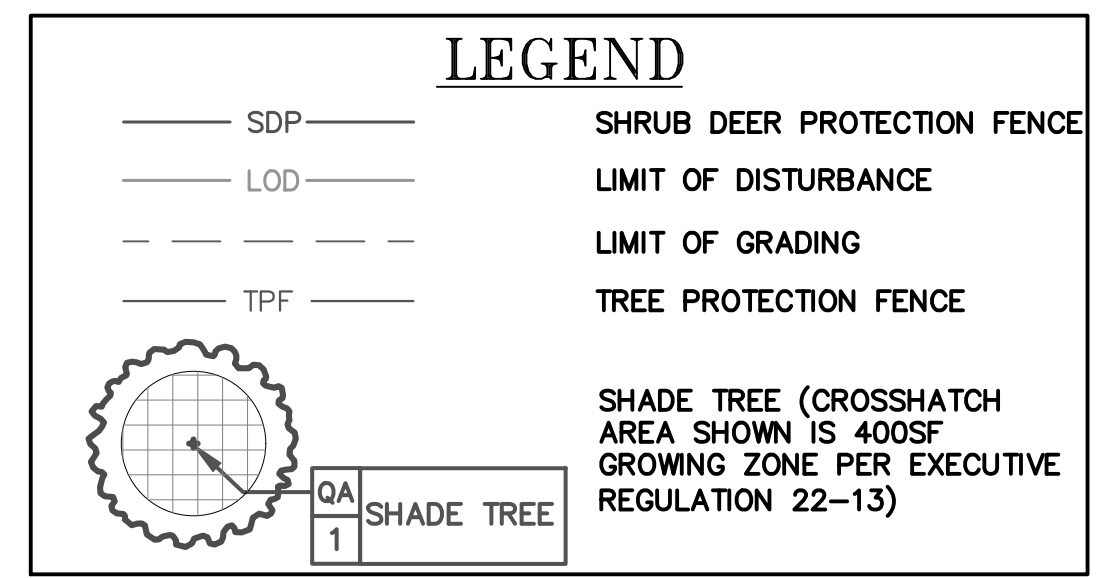 LEGEND
SDP SHRUB DEER PROTECTION FENCE
LOD LIMIT OF DISTURBANCE
LIMIT OF GRADING
TPF TREE PROTECTION FENCE
SHADE TREE (CROSSHATCH
AREA SHOWN IS 400SF
GROWING ZONE PER EXECUTIVE
REGULATION 22-13)
QA
SHADE TREE
1